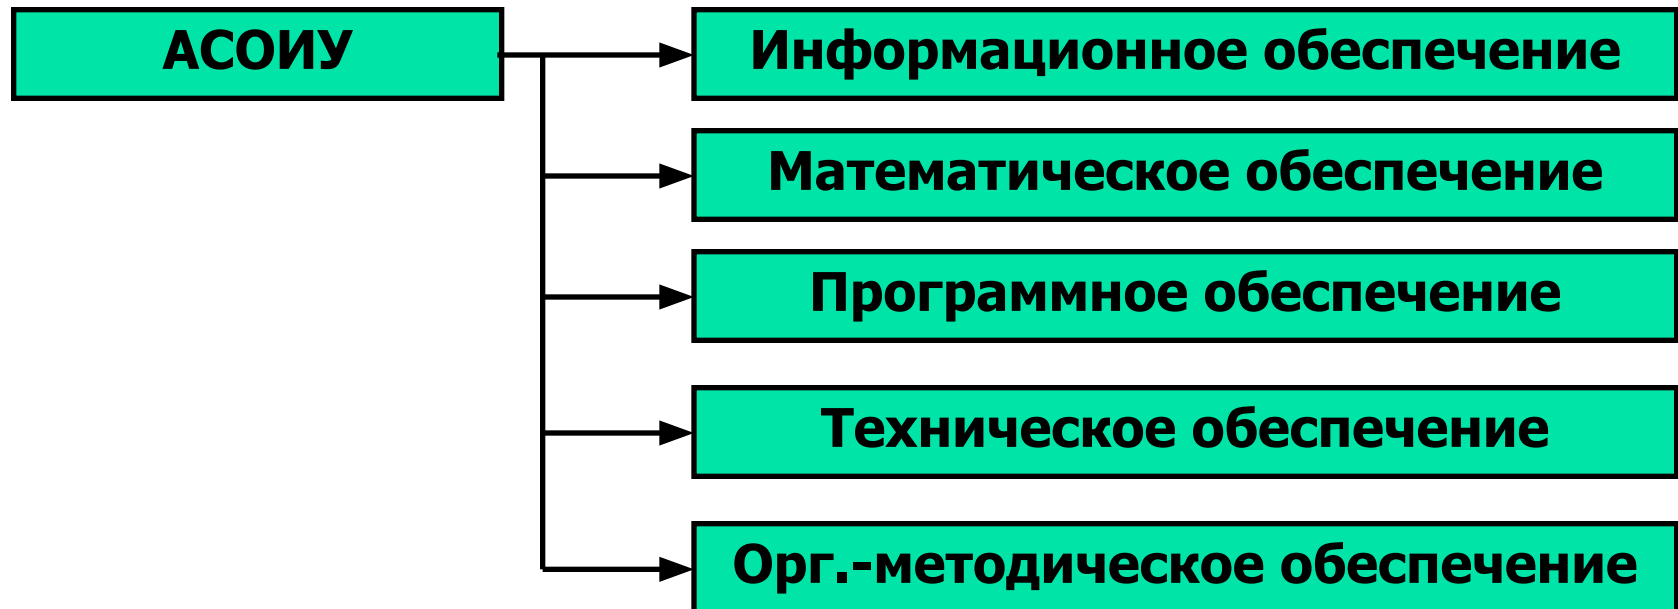 АСОИУ
Информационное обеспечение
Математическое обеспечение
Программное обеспечение
Техническое обеспечение
Орг.-методическое обеспечение